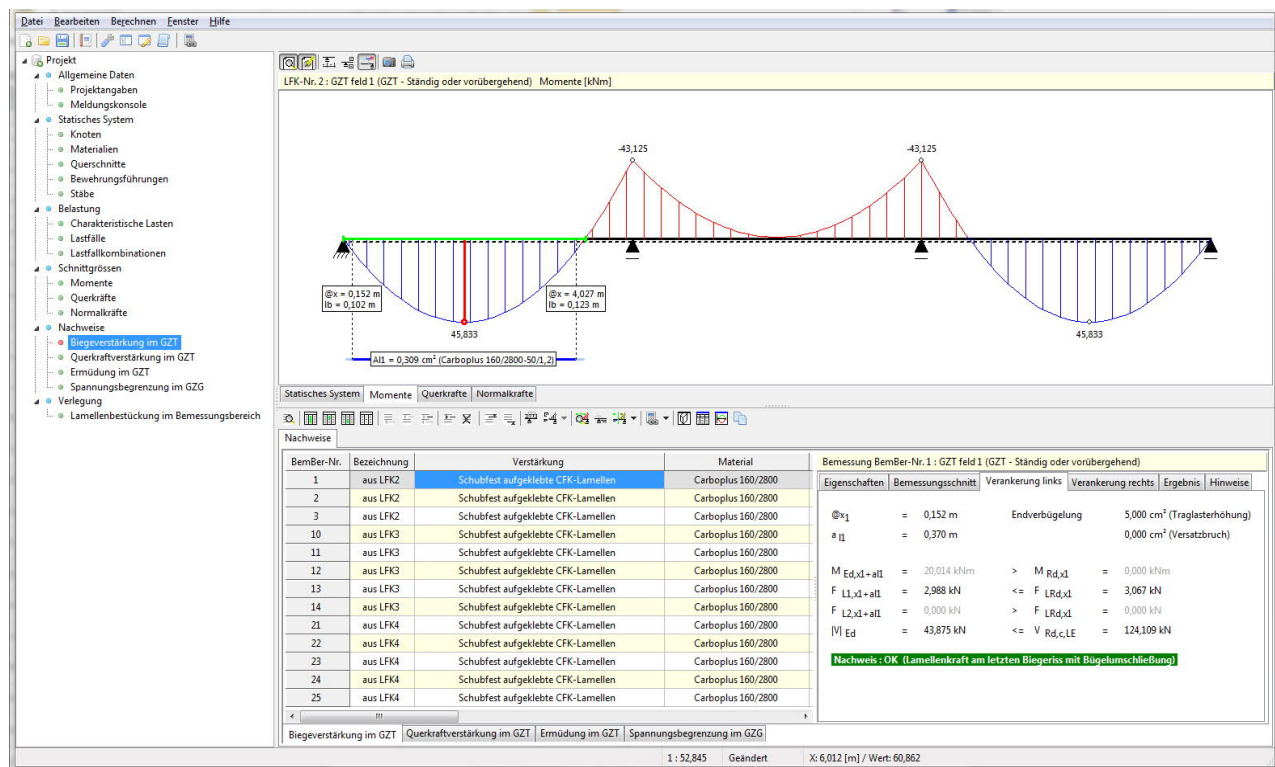 Datei Bearbeiten Berechnen Fenster Hilfe
Projekt
Allgemeine Daten
Projektangaben
Meldungskonsole
Statisches System
Knoten
Materialien
Querschnitte
Bewehrungsführungen
Stäbe
Belastung
Charakteristische Lasten
Lastfälle
Lastfallkombinationen
Schnittgrössen
Momente
Querkräfte
Normalkräfte
Nachweise
Biegeverstärkung im GZT
Querkraftverstärkung im GZT
Ermüdung im GZT
Spannungsbegrenzung im GZG
Verlegung
Lamellenbestückung im Bemessungsbereich
LFK-Nr. 2 : GZT feld 1 (GZT - Ständig oder vorübergehend) Momente [kNm]
-43,125 -43,125
@x = 0,152 m
lb = 0,102 m
@x = 4,027 m
lb = 0,123 m
45,833 45,833
Al1 = 0,309 cm² (Carboplus 160/2800-50/1,2)
Statisches System Momente Querkrafte Normalkrafte
Nachweise
BemBer-Nr. Bezeichnung Verstärkung Material
1 aus LFK2 Schubfest aufgeklebte CFK-Lamellen Carboplus 160/2800
2 aus LFK2 Schubfest aufgeklebte CFK-Lamellen Carboplus 160/2800
3 aus LFK2 Schubfest aufgeklebte CFK-Lamellen Carboplus 160/2800
10 aus LFK3 Schubfest aufgeklebte CFK-Lamellen Carboplus 160/2800
11 aus LFK3 Schubfest aufgeklebte CFK-Lamellen Carboplus 160/2800
12 aus LFK3 Schubfest aufgeklebte CFK-Lamellen Carboplus 160/2800
13 aus LFK3 Schubfest aufgeklebte CFK-Lamellen Carboplus 160/2800
14 aus LFK3 Schubfest aufgeklebte CFK-Lamellen Carboplus 160/2800
21 aus LFK4 Schubfest aufgeklebte CFK-Lamellen Carboplus 160/2800
22 aus LFK4 Schubfest aufgeklebte CFK-Lamellen Carboplus 160/2800
23 aus LFK4 Schubfest aufgeklebte CFK-Lamellen Carboplus 160/2800
24 aus LFK4 Schubfest aufgeklebte CFK-Lamellen Carboplus 160/2800
25 aus LFK4 Schubfest aufgeklebte CFK-Lamellen Carboplus 160/2800
Biegeverstärkung im GZT Querkraftverstärkung im GZT Ermüdung im GZT Spannungsbegrenzung im GZG
Bemessung BemBer-Nr. 1 : GZT feld 1 (GZT - Ständig oder vorübergehend)
Eigenschaften Bemessungsschnitt Verankerung links Verankerung rechts Ergebnis Hinweise
@x1 = 0,152 m Endverbügelung 5,000 cm² (Traglasterhöhung)
a l1 = 0,370 m 0,000 cm² (Versatzbruch)
M Ed,x1+al1 = 20,014 kNm > M Rd,x1 = 0,000 kNm
F L1,x1+al1 = 2,988 kN <= F LRd,x1 = 3,067 kN
F L2,x1+al1 = 0,000 kN > F LRd,x1 = 0,000 kN
|V| Ed = 43,875 kN <= V Rd,c,LE = 124,109 kN
Nachweis : OK (Lamellenkraft am letzten Biegeriss mit Bügelumschließung)
1 : 52,845 Geändert X: 6,012 [m] / Wert: 60,862